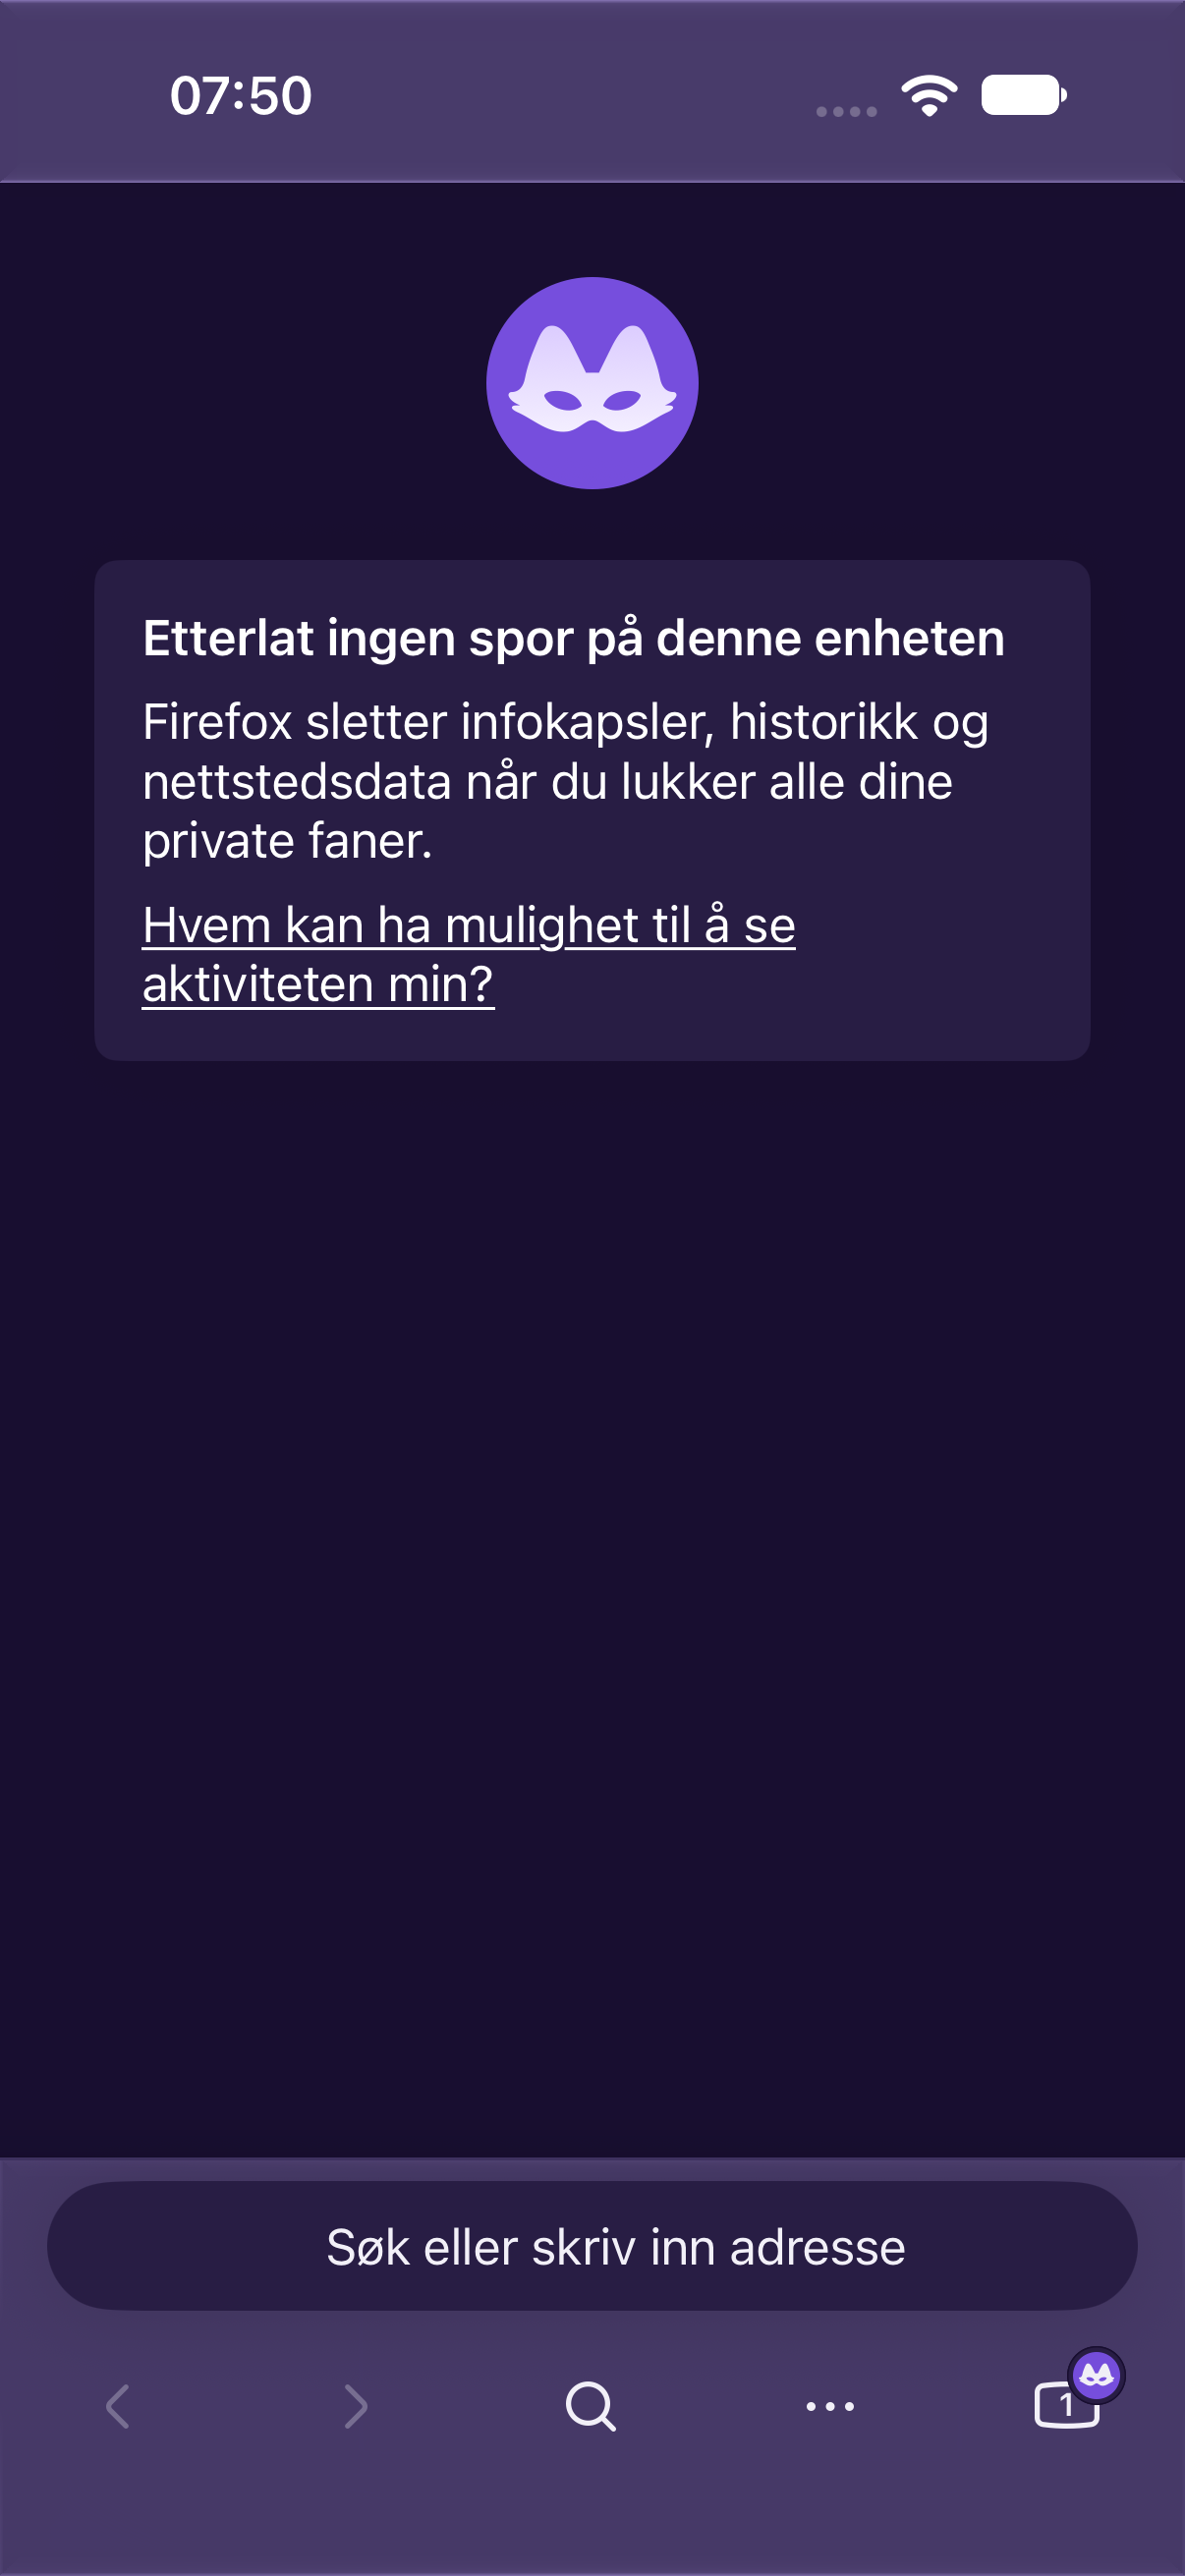 07:50
Etterlat ingen spor på denne enheten
Firefox sletter infokapsler, historikk og
nettstedsdata når du lukker alle dine
private faner.
Hvem kan ha mulighet til å se
aktiviteten min?
Søk eller skriv inn adresse
1